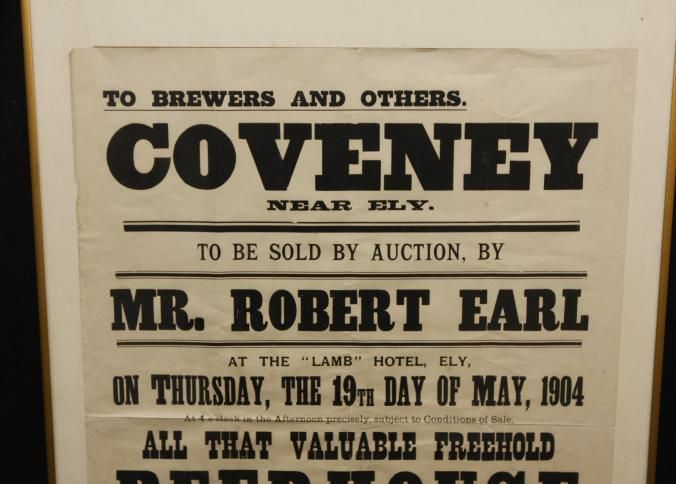 TO BREWERS AND OTHERS.
COVENEY
NEAR ELY.
TO BE SOLD BY AUCTION, BY
MR. ROBERT EARL
AT THE "LAMB" HOTEL, ELY,
ON THURSDAY, THE 19TH DAY OF MAY, 1904
At 4 o'clock in the Afternoon precisely, subject to Conditions of Sale,
ALL THAT VALUABLE FREEHOLD
BEERHOUSE